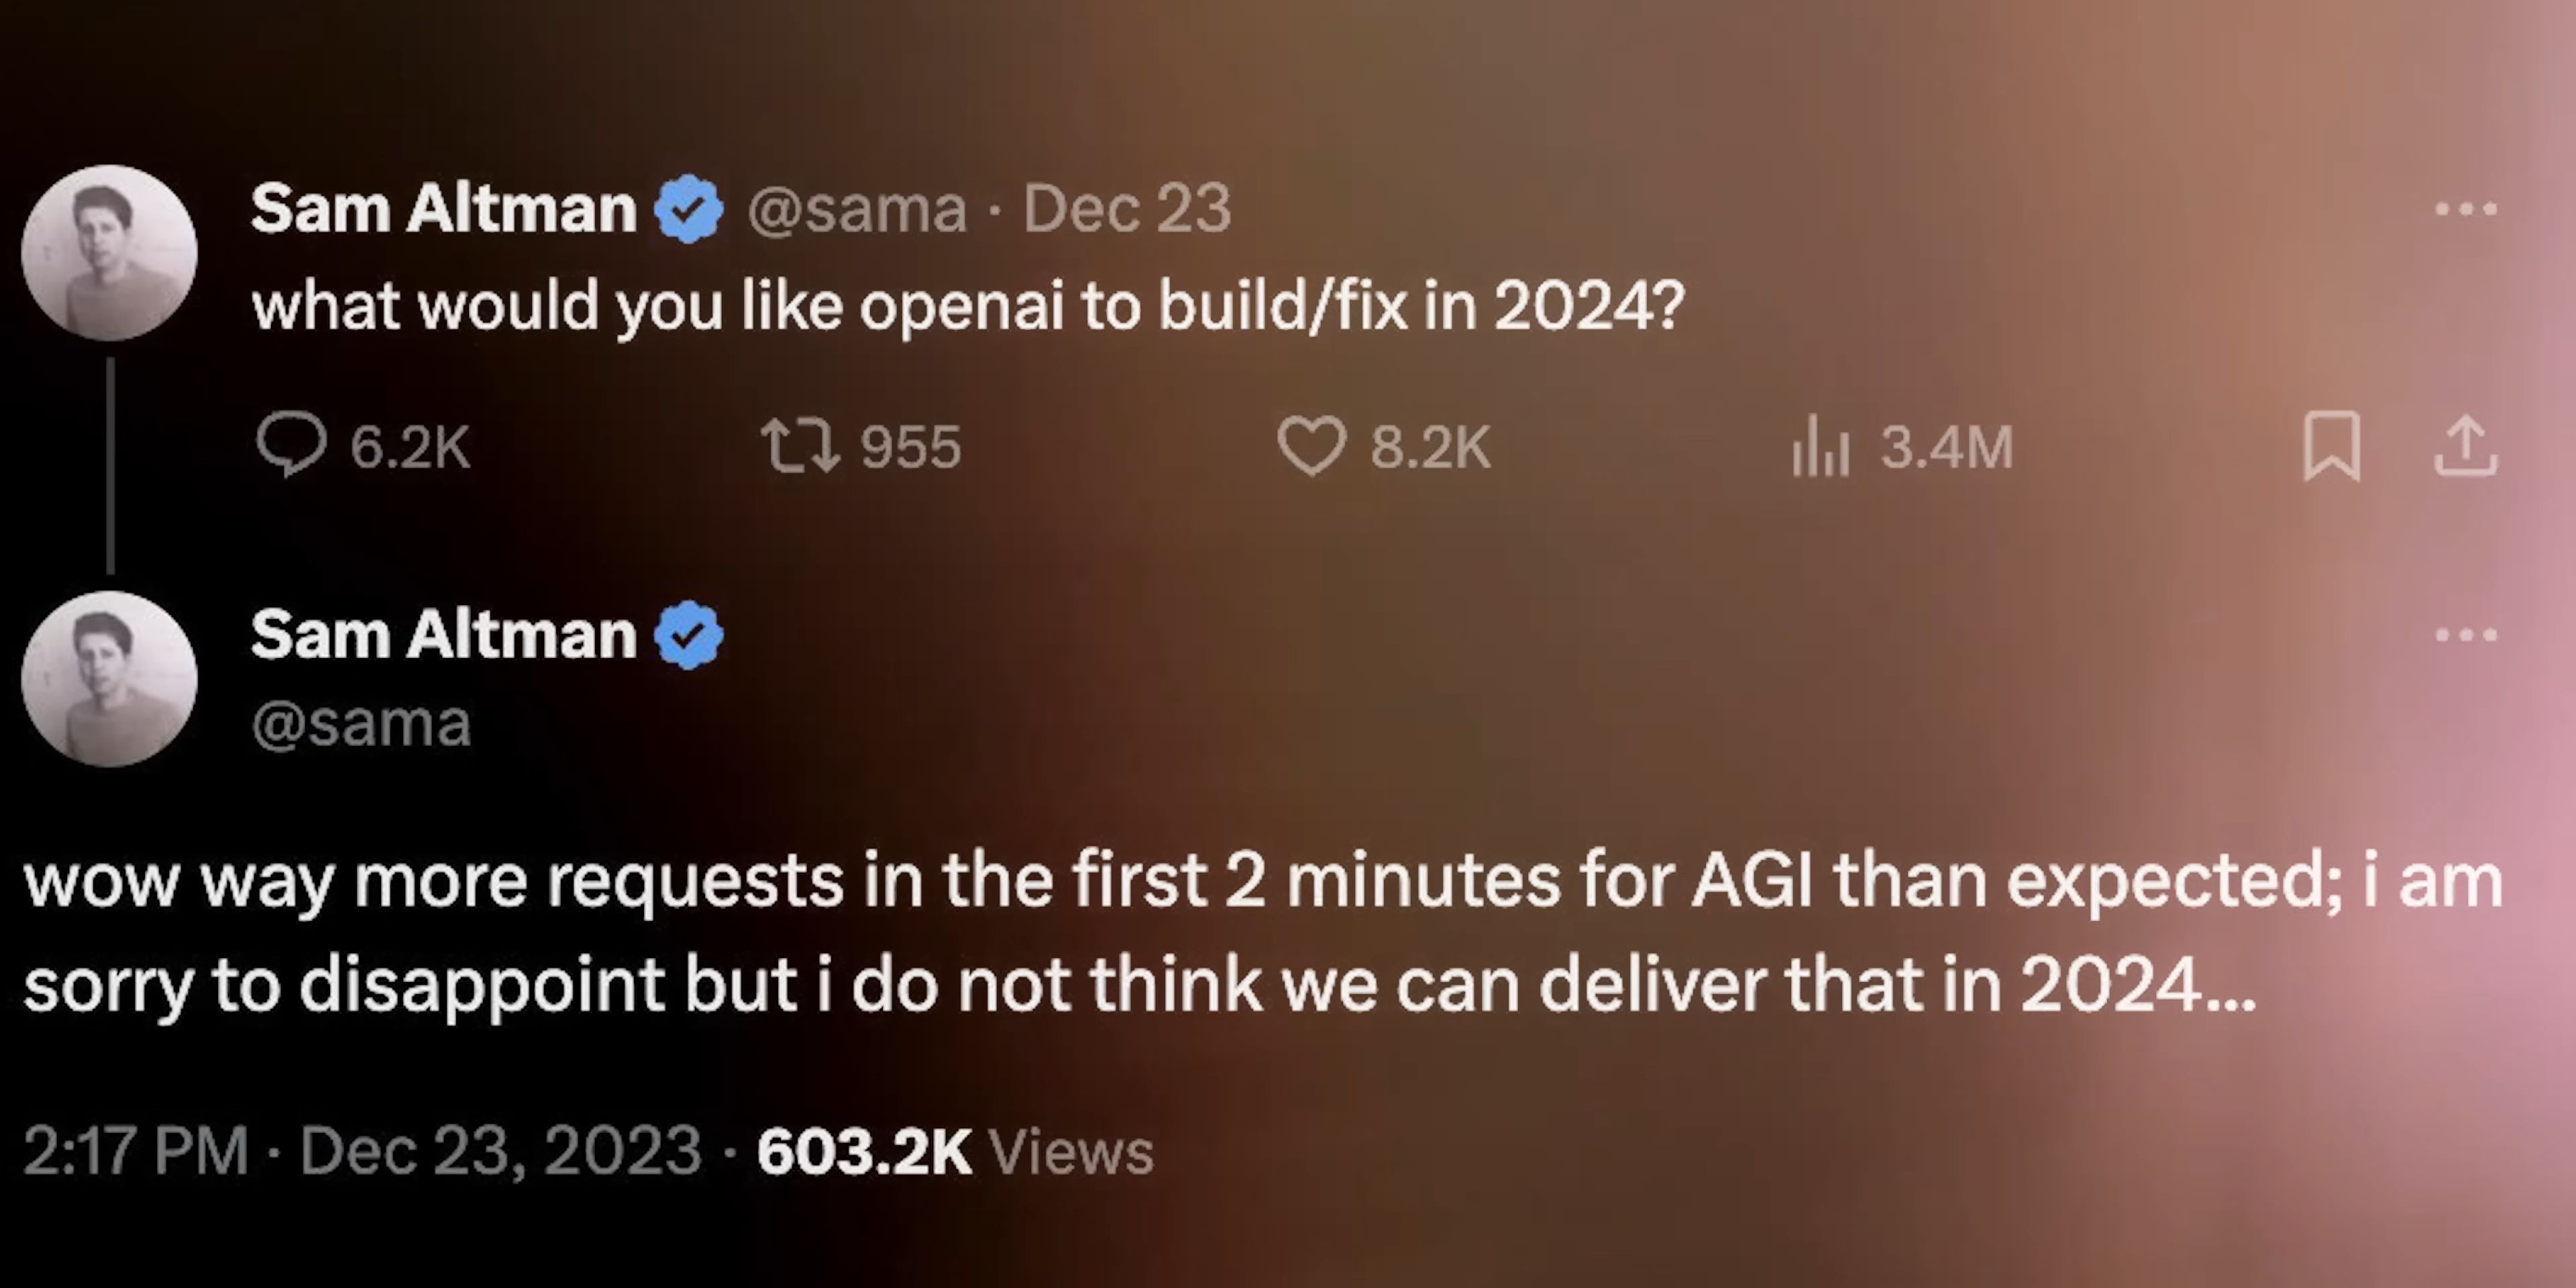 Sam Altman @sama · Dec 23
what would you like openai to build/fix in 2024?
6.2K 955 8.2K 3.4M
Sam Altman
@sama
wow way more requests in the first 2 minutes for AGI than expected; i am
sorry to disappoint but i do not think we can deliver that in 2024...
2:17 PM · Dec 23, 2023 · 603.2K Views